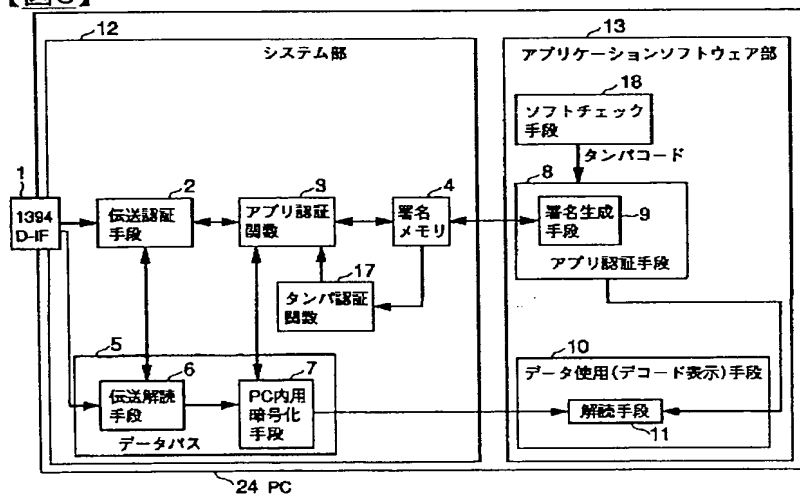 12
システム部
13
アプリケーションソフトウェア部
18
ソフトチェック
手段
タンパコード
1
1394
D-IF
2
伝送認証
手段
3
アプリ認証
関数
4
署名
メモリ
8
署名生成
手段
9
アプリ認証手段
17
タンパ認証
関数
5
6
伝送解読
手段
データパス
7
PC内用
暗号化
手段
10
データ使用(デコード表示)手段
解読手段
11
24 PC